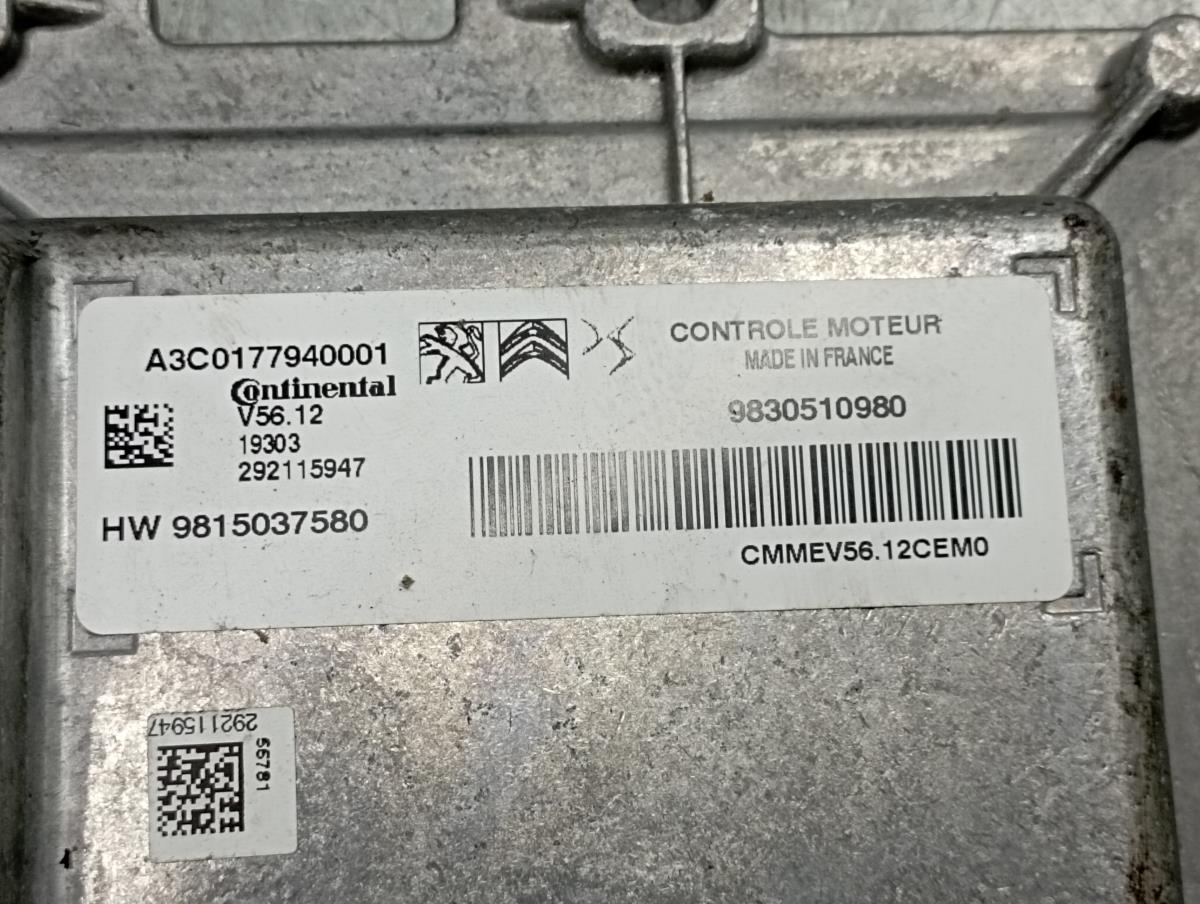 A3C0177940001
Continental
V56.12
19303
292115947
HW 9815037580
CONTROLE MOTEUR
MADE IN FRANCE
9830510980
CMMEV56.12CEM0
292115947
56781